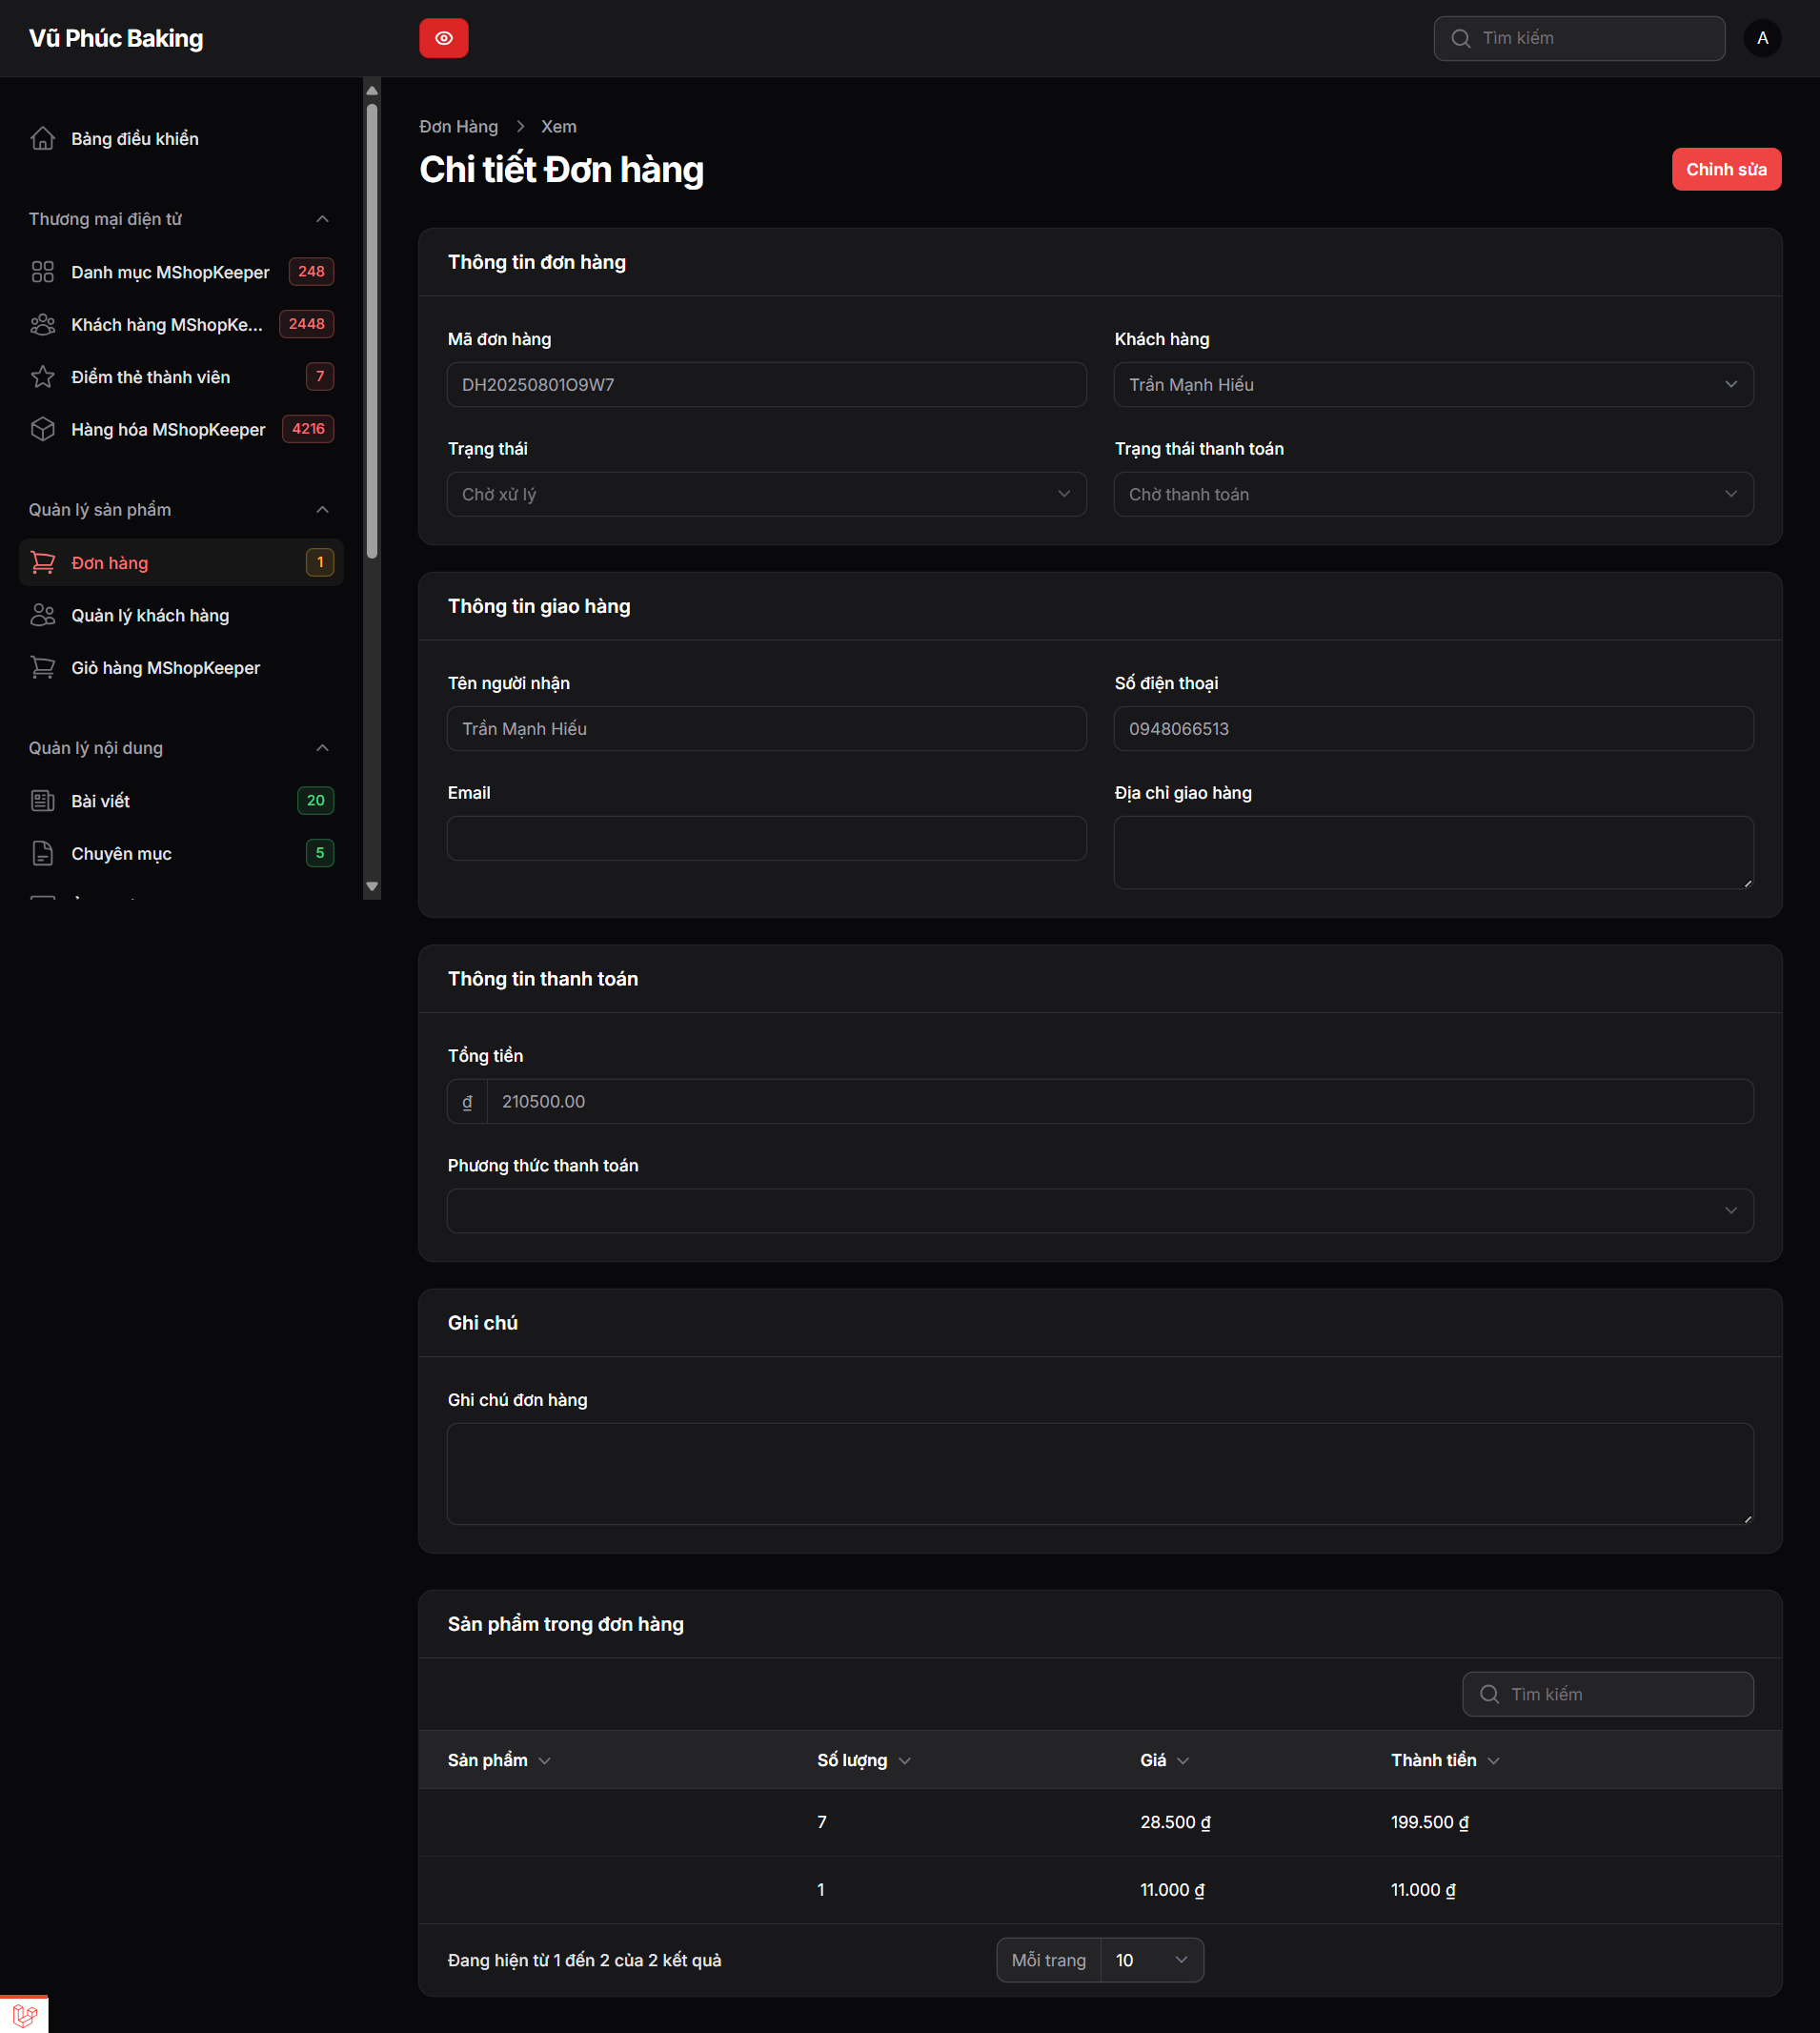 Vũ Phúc Baking
Tìm kiếm
A
Bảng điều khiển
Thương mại điện tử
Danh mục MShopKeeper 248
Khách hàng MShopKe... 2448
Điểm thẻ thành viên 7
Hàng hóa MShopKeeper 4216
Quản lý sản phẩm
Đơn hàng 1
Quản lý khách hàng
Giỏ hàng MShopKeeper
Quản lý nội dung
Bài viết 20
Chuyên mục 5
Đơn Hàng > Xem
Chi tiết Đơn hàng
Chỉnh sửa
Thông tin đơn hàng
Mã đơn hàng
DH20250801O9W7
Khách hàng
Trần Mạnh Hiếu
Trạng thái
Chờ xử lý
Trạng thái thanh toán
Chờ thanh toán
Thông tin giao hàng
Tên người nhận
Trần Mạnh Hiếu
Số điện thoại
0948066513
Email
Địa chỉ giao hàng
Thông tin thanh toán
Tổng tiền
₫ 210500.00
Phương thức thanh toán
Ghi chú
Ghi chú đơn hàng
Sản phẩm trong đơn hàng
Tìm kiếm
Sản phẩm Số lượng Giá Thành tiền
7 28.500 ₫ 199.500 ₫
1 11.000 ₫ 11.000 ₫
Đang hiện từ 1 đến 2 của 2 kết quả
Mỗi trang 10